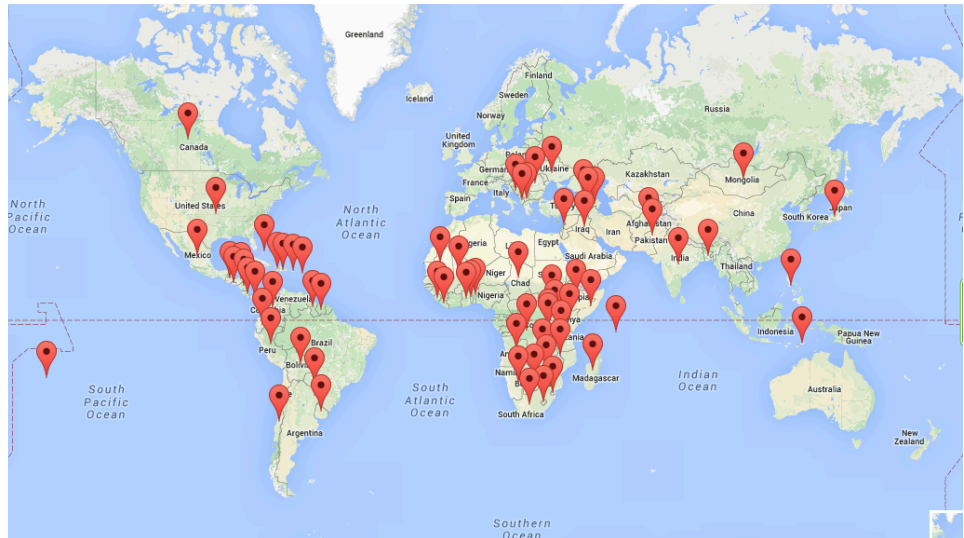 Greenland
Iceland
Finland
Sweden
Norway
Russia
Canada
United
Kingdom
Poland
Germany
Ukraine
Kazakhstan
Mongolia
France
Italy
Spain
United States
North
Pacific
Ocean
North
Atlantic
Ocean
China
South Korea
Japan
Afghanistan
Iraq
Iran
Pakistan
Mexico
Algeria
Egypt
Saudi Arabia
India
Thailand
Niger
Chad
Nigeria
Venezuela
Indonesia
Papua New
Guinea
Peru
Brazil
Bolivia
Madagascar
Indian
Ocean
South
Pacific
Ocean
South
Atlantic
Ocean
Australia
South Africa
Argentina
New
Zealand
Southern
Ocean